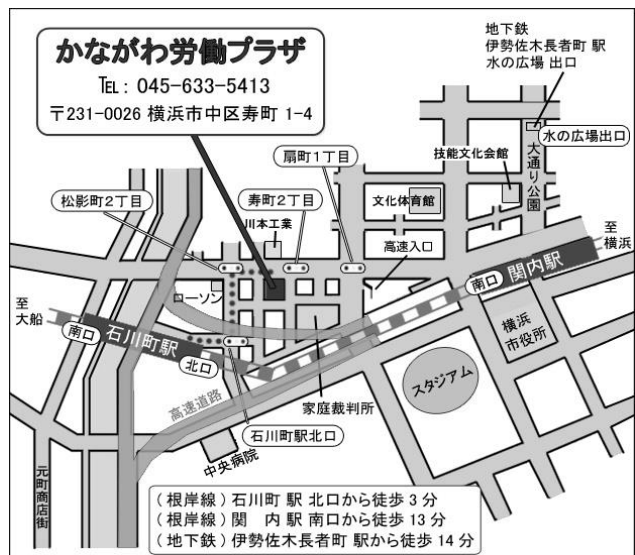 かながわ労働プラザ
℡: 045-633-5413
〒231-0026 横浜市中区寿町 1-4
地下鉄
伊勢佐木長者町 駅
水の広場 出口
水の広場出口
大通り公園
技能文化会館
扇町1丁目
文化体育館
松影町2丁目
寿町2丁目
川本工業
高速入口
至
横浜
関内駅
南口
ローソン
至
大船
南口
石川町駅
北口
横浜
市役所
スタジアム
高速道路
家庭裁判所
石川町駅北口
中央病院
元町商店街
(根岸線) 石川町 駅 北口から徒歩 3 分
(根岸線) 関 内 駅 南口から徒歩 13 分
(地下鉄) 伊勢佐木長者町 駅から徒歩 14 分